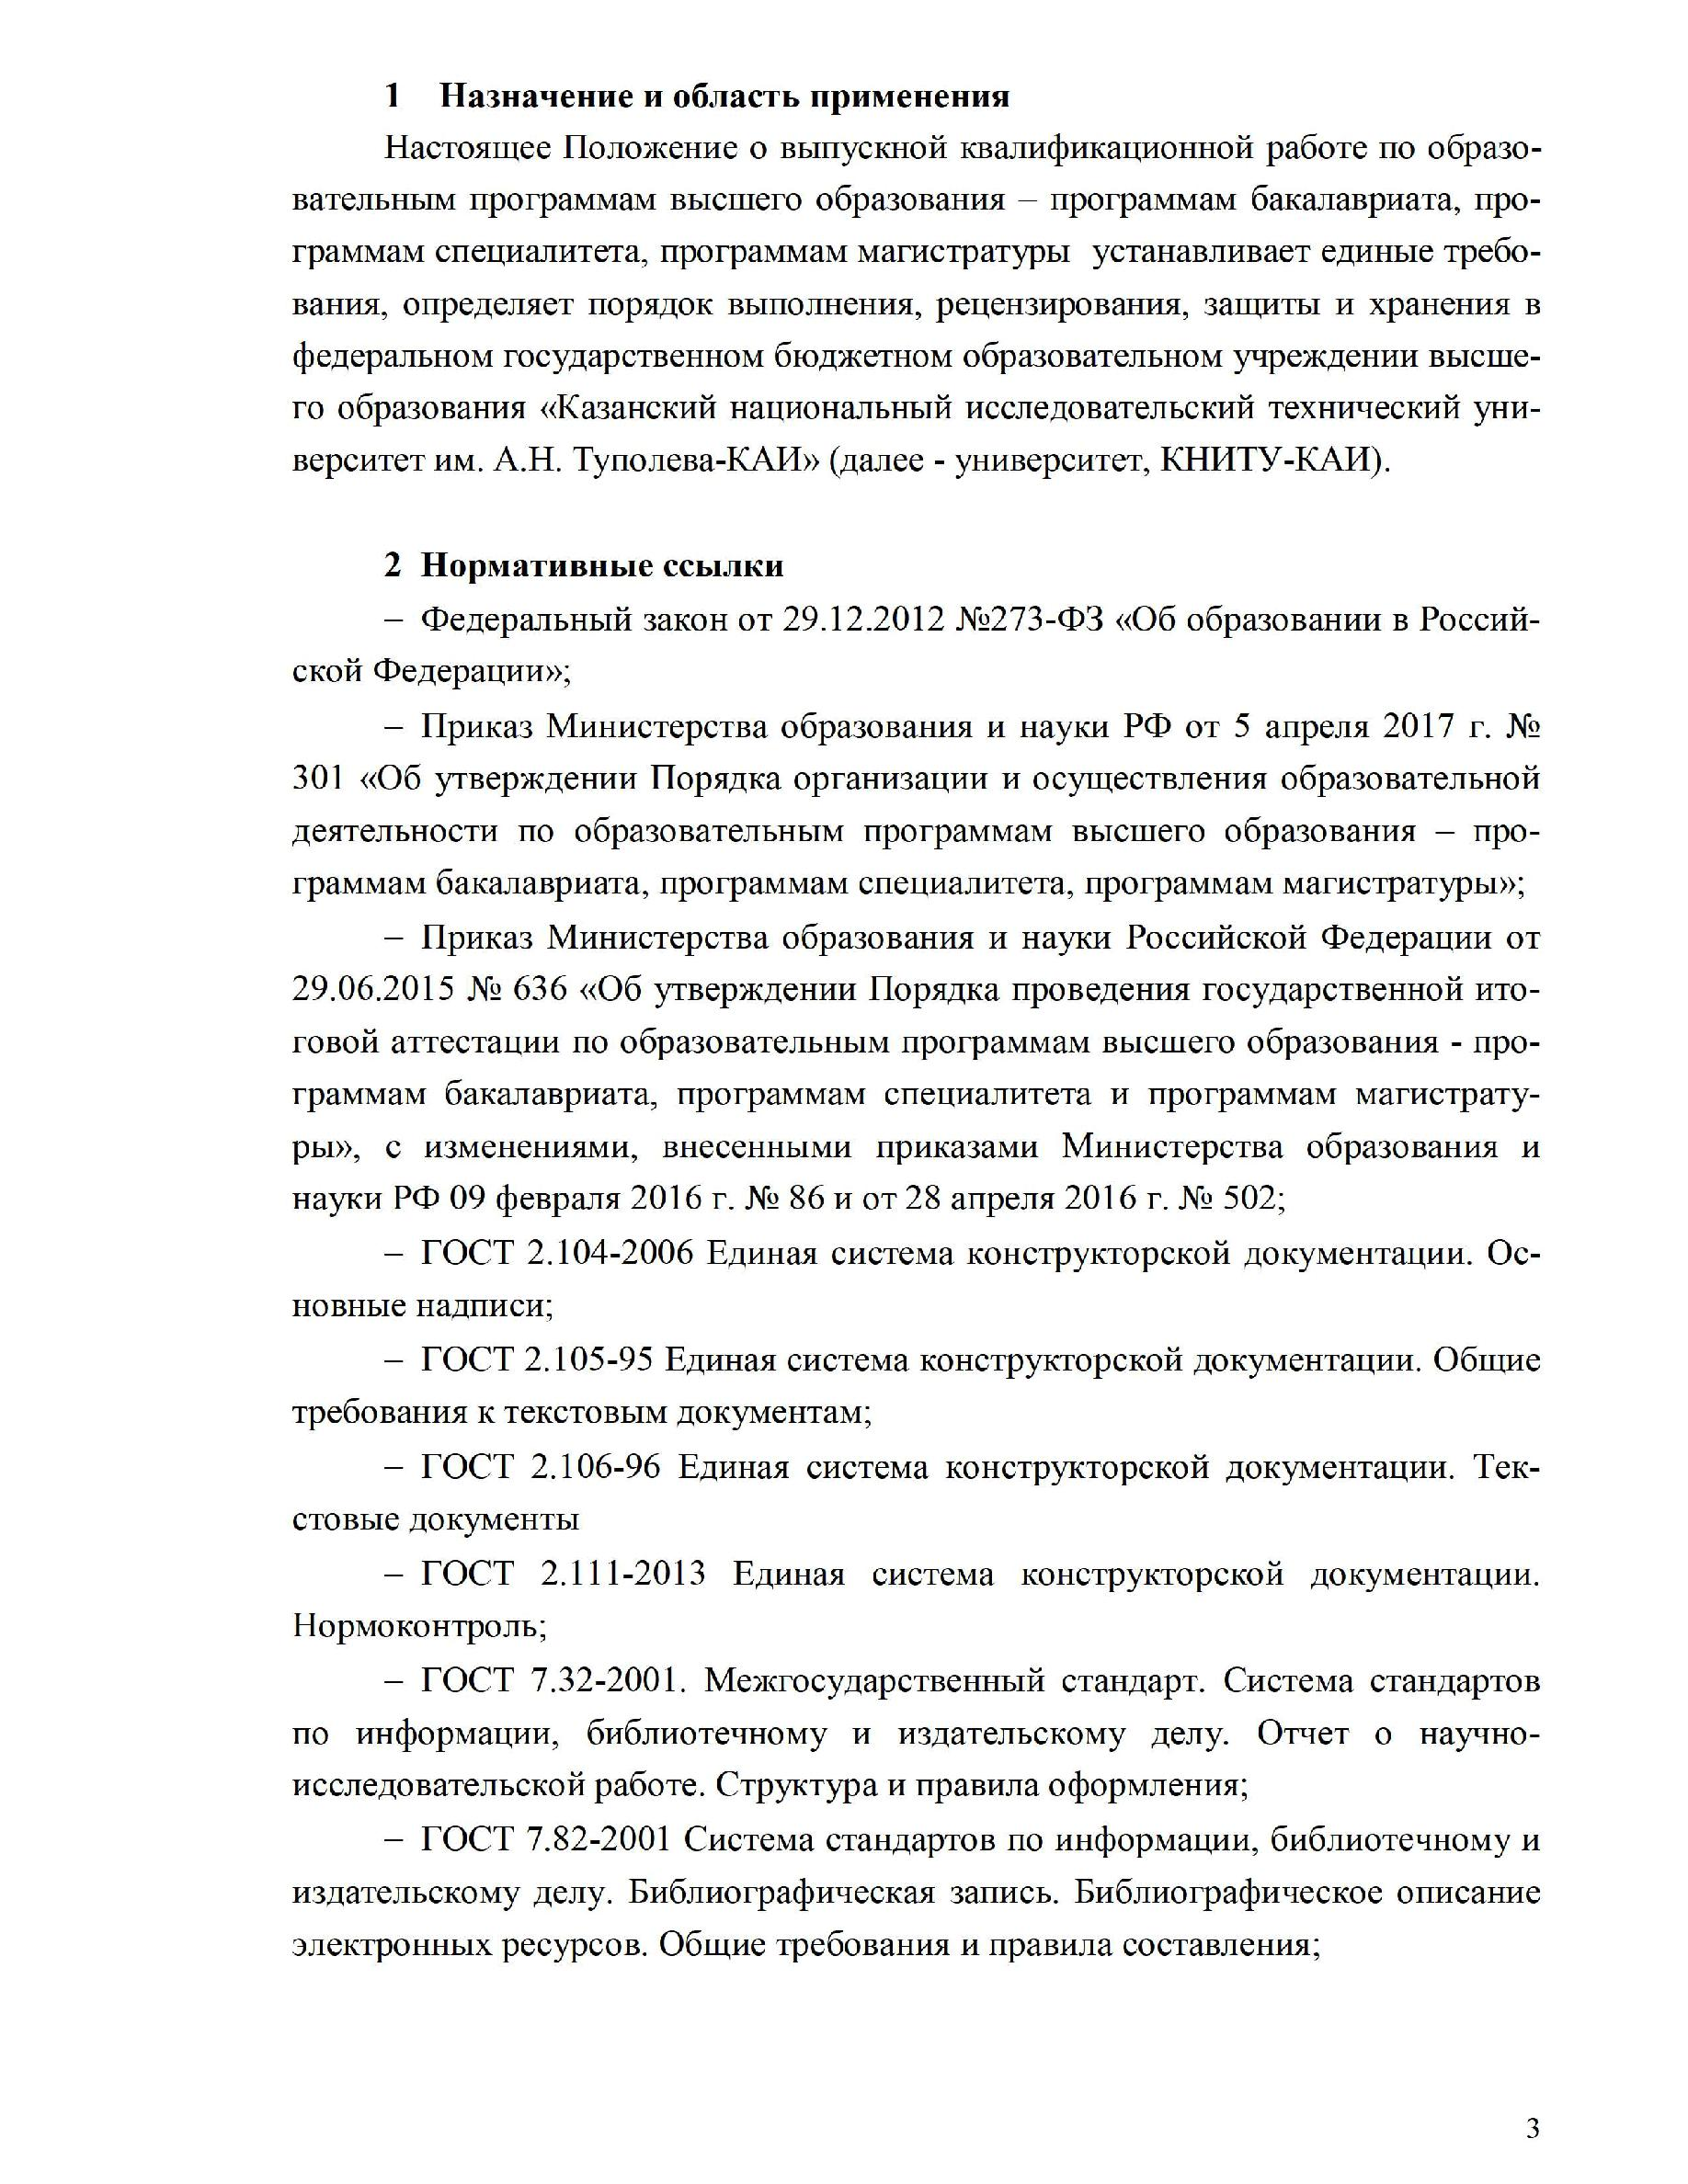 1 Назначение и область применения
Настоящее Положение о выпускной квалификационной работе по образо-
вательным программам высшего образования – программам бакалавриата, про-
граммам специалитета, программам магистратуры устанавливает единые требо-
вания, определяет порядок выполнения, рецензирования, защиты и хранения в
федеральном государственном бюджетном образовательном учреждении высше-
го образования «Казанский национальный исследовательский технический уни-
верситет им. А.Н. Туполева-КАИ» (далее - университет, КНИТУ-КАИ).
2 Нормативные ссылки
– Федеральный закон от 29.12.2012 №273-ФЗ «Об образовании в Россий-
ской Федерации»;
– Приказ Министерства образования и науки РФ от 5 апреля 2017 г. №
301 «Об утверждении Порядка организации и осуществления образовательной
деятельности по образовательным программам высшего образования – про-
граммам бакалавриата, программам специалитета, программам магистратуры»;
– Приказ Министерства образования и науки Российской Федерации от
29.06.2015 № 636 «Об утверждении Порядка проведения государственной ито-
говой аттестации по образовательным программам высшего образования - про-
граммам бакалавриата, программам специалитета и программам магистрату-
ры», с изменениями, внесенными приказами Министерства образования и
науки РФ 09 февраля 2016 г. № 86 и от 28 апреля 2016 г. № 502;
– ГОСТ 2.104-2006 Единая система конструкторской документации. Ос-
новные надписи;
– ГОСТ 2.105-95 Единая система конструкторской документации. Общие
требования к текстовым документам;
– ГОСТ 2.106-96 Единая система конструкторской документации. Тек-
стовые документы
– ГОСТ 2.111-2013 Единая система конструкторской документации.
Нормоконтроль;
– ГОСТ 7.32-2001. Межгосударственный стандарт. Система стандартов
по информации, библиотечному и издательскому делу. Отчет о научно-
исследовательской работе. Структура и правила оформления;
– ГОСТ 7.82-2001 Система стандартов по информации, библиотечному и
издательскому делу. Библиографическая запись. Библиографическое описание
электронных ресурсов. Общие требования и правила составления;
3